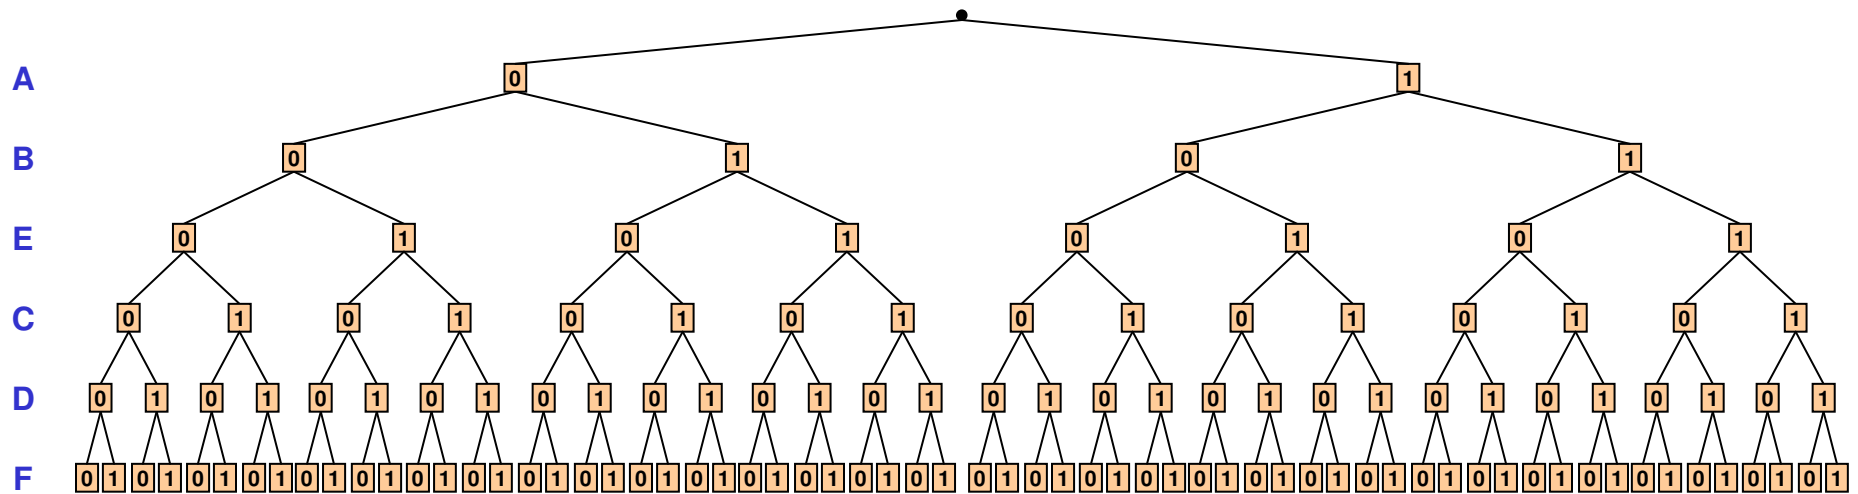 A 0 1
B 0 1 0 1
E 0 1 0 1 0 1 0 1
C 0 1 0 1 0 1 0 1 0 1 0 1 0 1 0 1
D 0 1 0 1 0 1 0 1 0 1 0 1 0 1 0 1 0 1 0 1 0 1 0 1 0 1 0 1 0 1 0 1
F 0 1 0 1 0 1 0 1 0 1 0 1 0 1 0 1 0 1 0 1 0 1 0 1 0 1 0 1 0 1 0 1 0 1 0 1 0 1 0 1 0 1 0 1 0 1 0 1 0 1 0 1 0 1 0 1 0 1 0 1 0 1 0 1